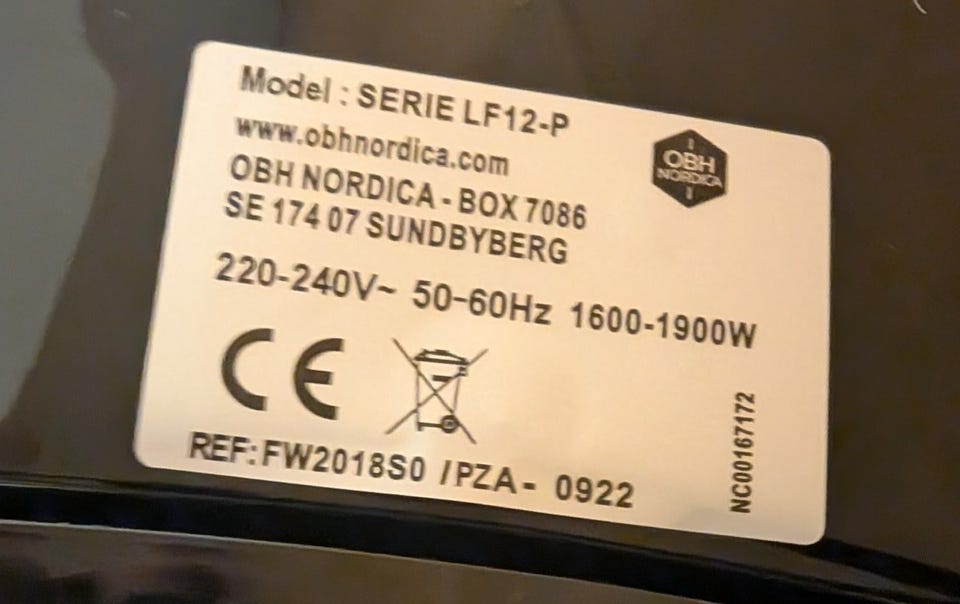 Model : SERIE LF12-P
www.obhnordica.com
OBH NORDICA - BOX 7086
SE 174 07 SUNDBYBERG
OBH
NORDICA
220-240V~ 50-60Hz 1600-1900W
CE
REF:FW2018S0 /PZA - 0922
NC00167172